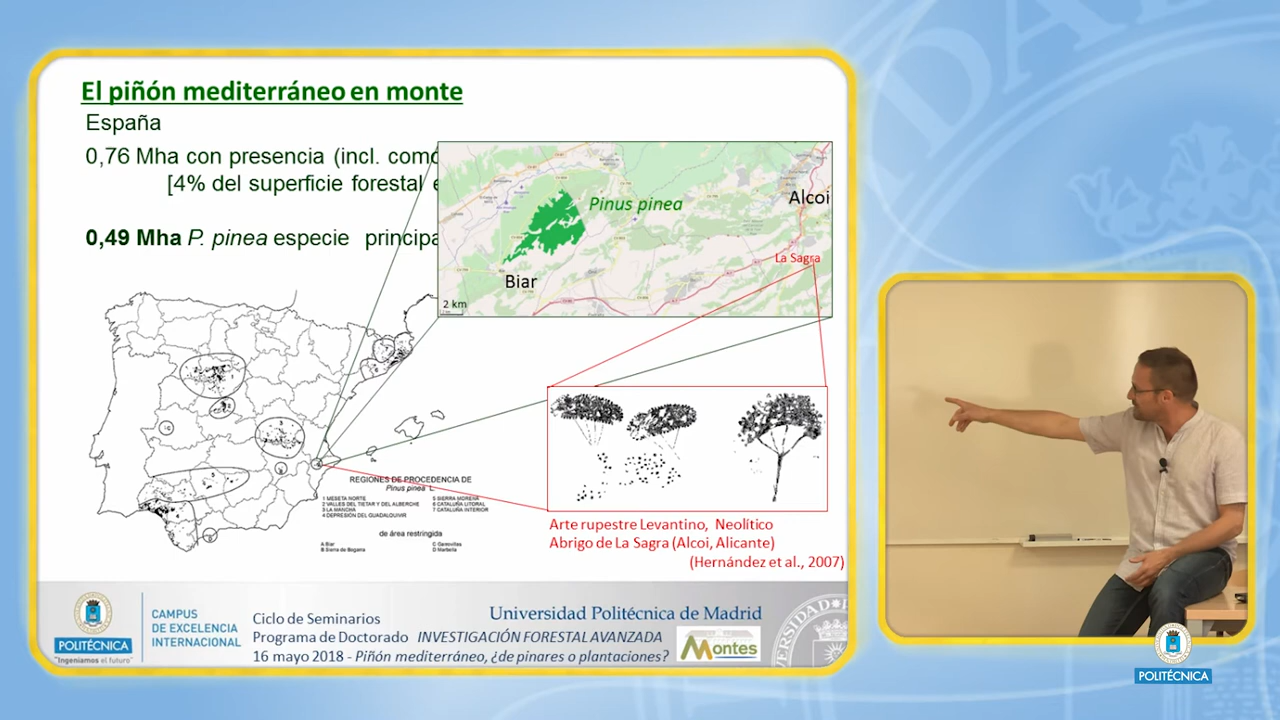 El piñón mediterráneo en monte
España
0,76 Mha con presencia (incl. como
[4% del superficie forestal e
0,49 Mha P. pinea especie principa
Pinus pinea
Alcoi
La Sagra
Biar
2 km
REGIONES DE PROCEDENCIA DE
Pinus pinea L.
1 MESETA NORTE
2 VALLES DEL TIETAR Y DEL ALBERCHE
3 LA MANCHA
4 DEPRESIÓN DEL GUADALQUIVIR
5 SIERRA MORENA
6 CATALUÑA LITORAL
7 CATALUÑA INTERIOR
de área restringida
A Biar
B Sierra de Bogarra
C Garrovillas
D Marbella
Arte rupestre Levantino, Neolítico
Abrigo de La Sagra (Alcoi, Alicante)
(Hernández et al., 2007)
POLITÉCNICA
"Ingeniamos el futuro"
CAMPUS
DE EXCELENCIA
INTERNACIONAL
Ciclo de Seminarios
Universidad Politécnica de Madrid
Programa de Doctorado INVESTIGACIÓN FORESTAL AVANZADA
16 mayo 2018 - Piñón mediterráneo, ¿de pinares o plantaciones?
Montes
POLITÉCNICA